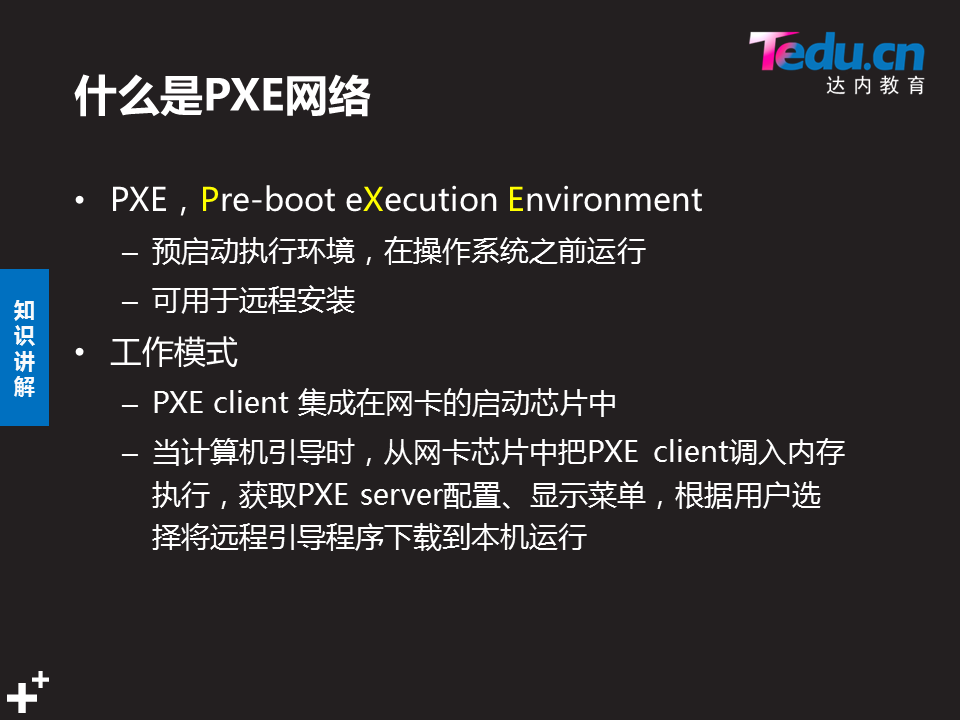 Tedu.cn
达内教育
什么是PXE网络
• PXE，Pre-boot eXecution Environment
– 预启动执行环境，在操作系统之前运行
– 可用于远程安装
• 工作模式
– PXE client 集成在网卡的启动芯片中
– 当计算机引导时，从网卡芯片中把PXE client调入内存
执行，获取PXE server配置、显示菜单，根据用户选
择将远程引导程序下载到本机运行
知识讲解